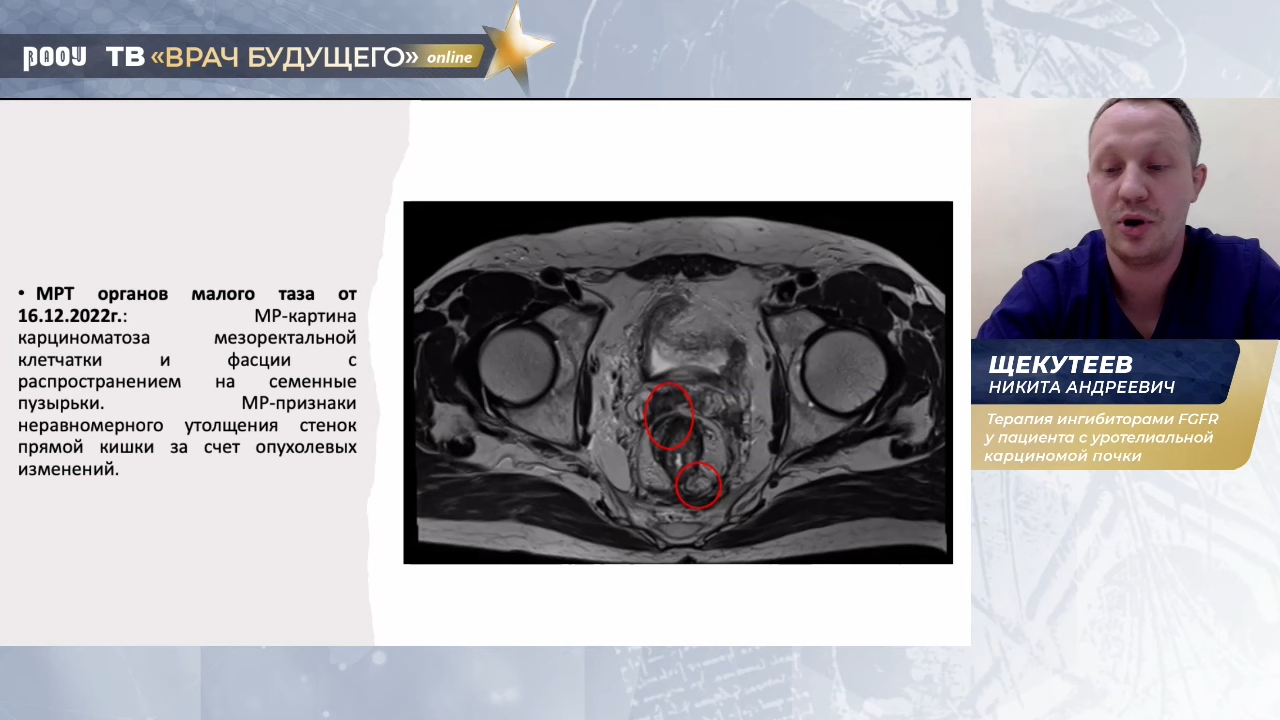 РООУ ТВ «ВРАЧ БУДУЩЕГО» online
• МРТ органов малого таза от
16.12.2022г.: МР-картина
карциноматоза мезоректальной
клетчатки и фасции с
распространением на семенные
пузырьки. МР-признаки
неравномерного утолщения стенок
прямой кишки за счет опухолевых
изменений.
ЩЕКУТЕЕВ
НИКИТА АНДРЕЕВИЧ
Терапия ингибиторами FGFR
у пациента с уротелиальной
карциномой почки